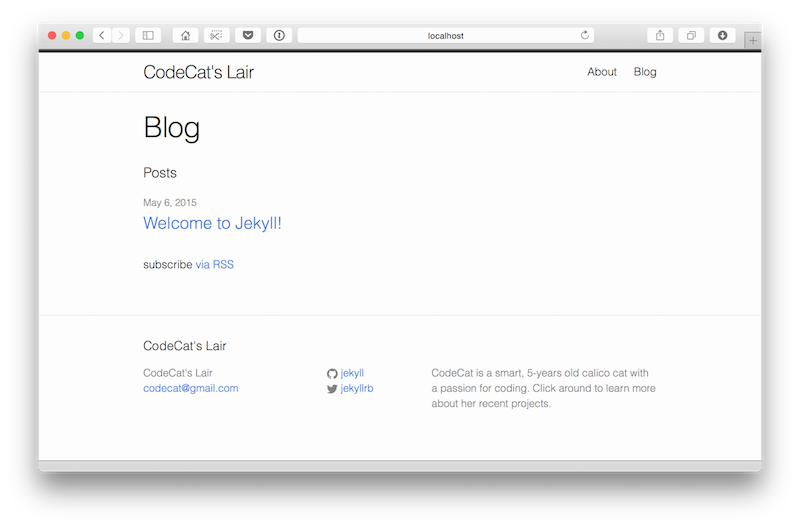 localhost
CodeCat's Lair
About Blog
Blog
Posts
May 6, 2015
Welcome to Jekyll!
subscribe via RSS
CodeCat's Lair
CodeCat's Lair
codecat@gmail.com
jekyll
jekyllrb
CodeCat is a smart, 5-years old calico cat with
a passion for coding. Click around to learn more
about her recent projects.